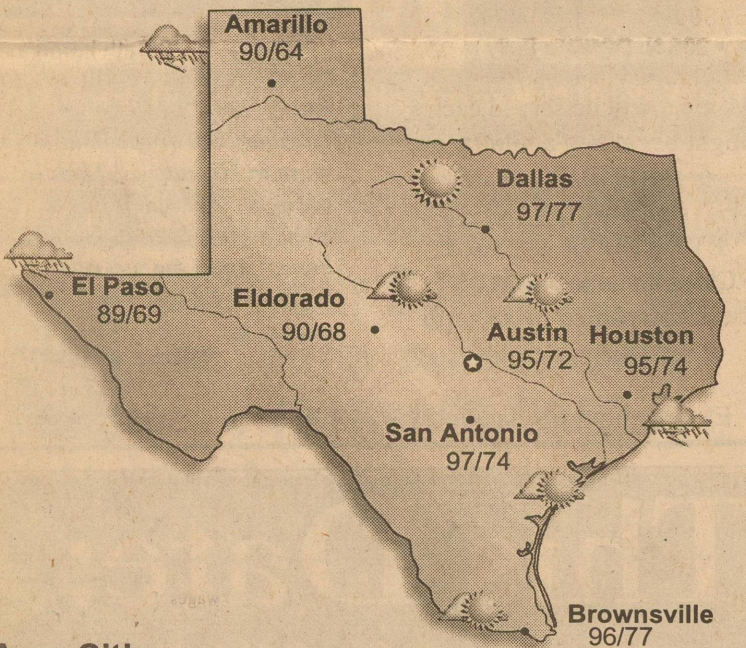 Amarillo
90/64
Dallas
97/77
El Paso
89/69
Eldorado
90/68
Austin
95/72
Houston
95/74
San Antonio
97/74
Brownsville
96/77